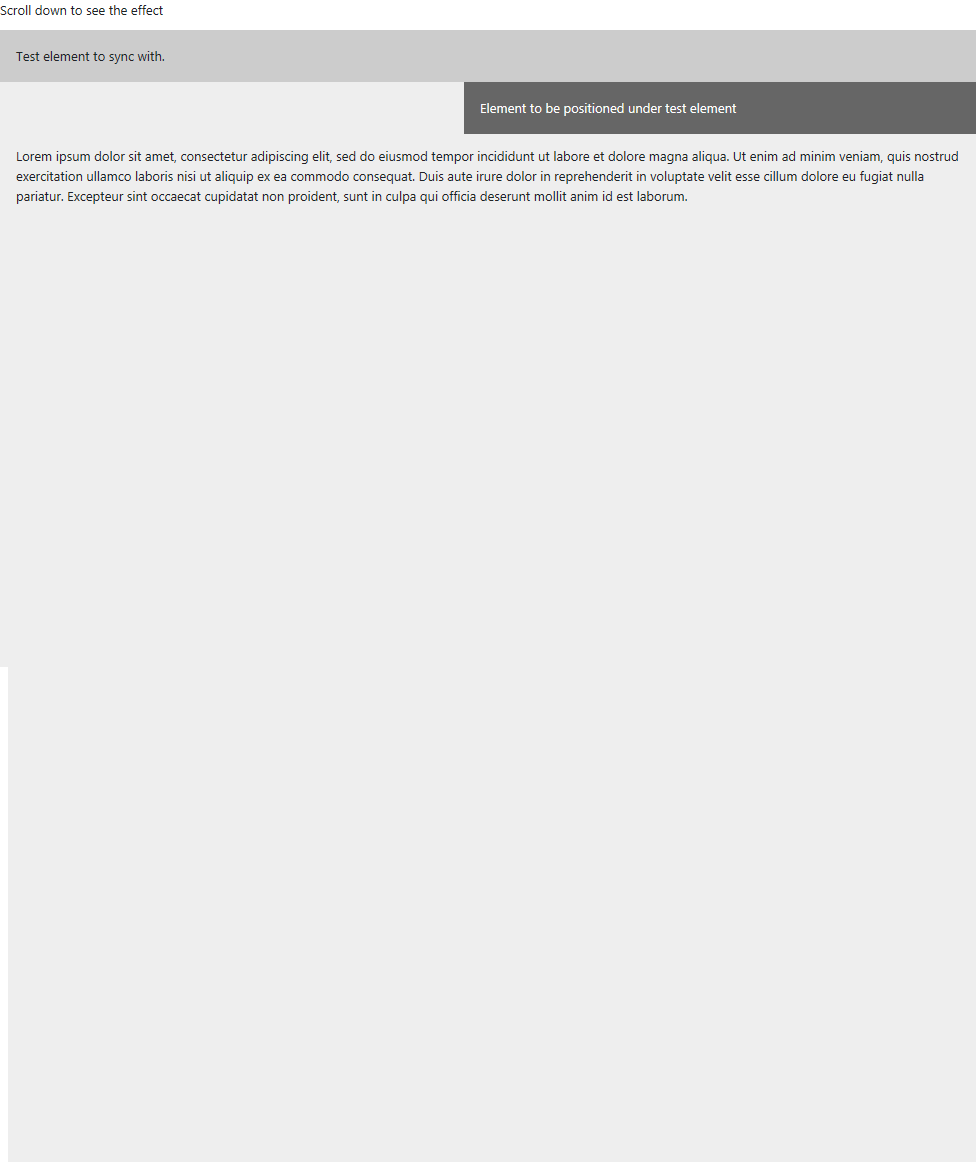 Scroll down to see the effect
Test element to sync with.
Element to be positioned under test element
Lorem ipsum dolor sit amet, consectetur adipiscing elit, sed do eiusmod tempor incididunt ut labore et dolore magna aliqua. Ut enim ad minim veniam, quis nostrud
exercitation ullamco laboris nisi ut aliquip ex ea commodo consequat. Duis aute irure dolor in reprehenderit in voluptate velit esse cillum dolore eu fugiat nulla
pariatur. Excepteur sint occaecat cupidatat non proident, sunt in culpa qui officia deserunt mollit anim id est laborum.